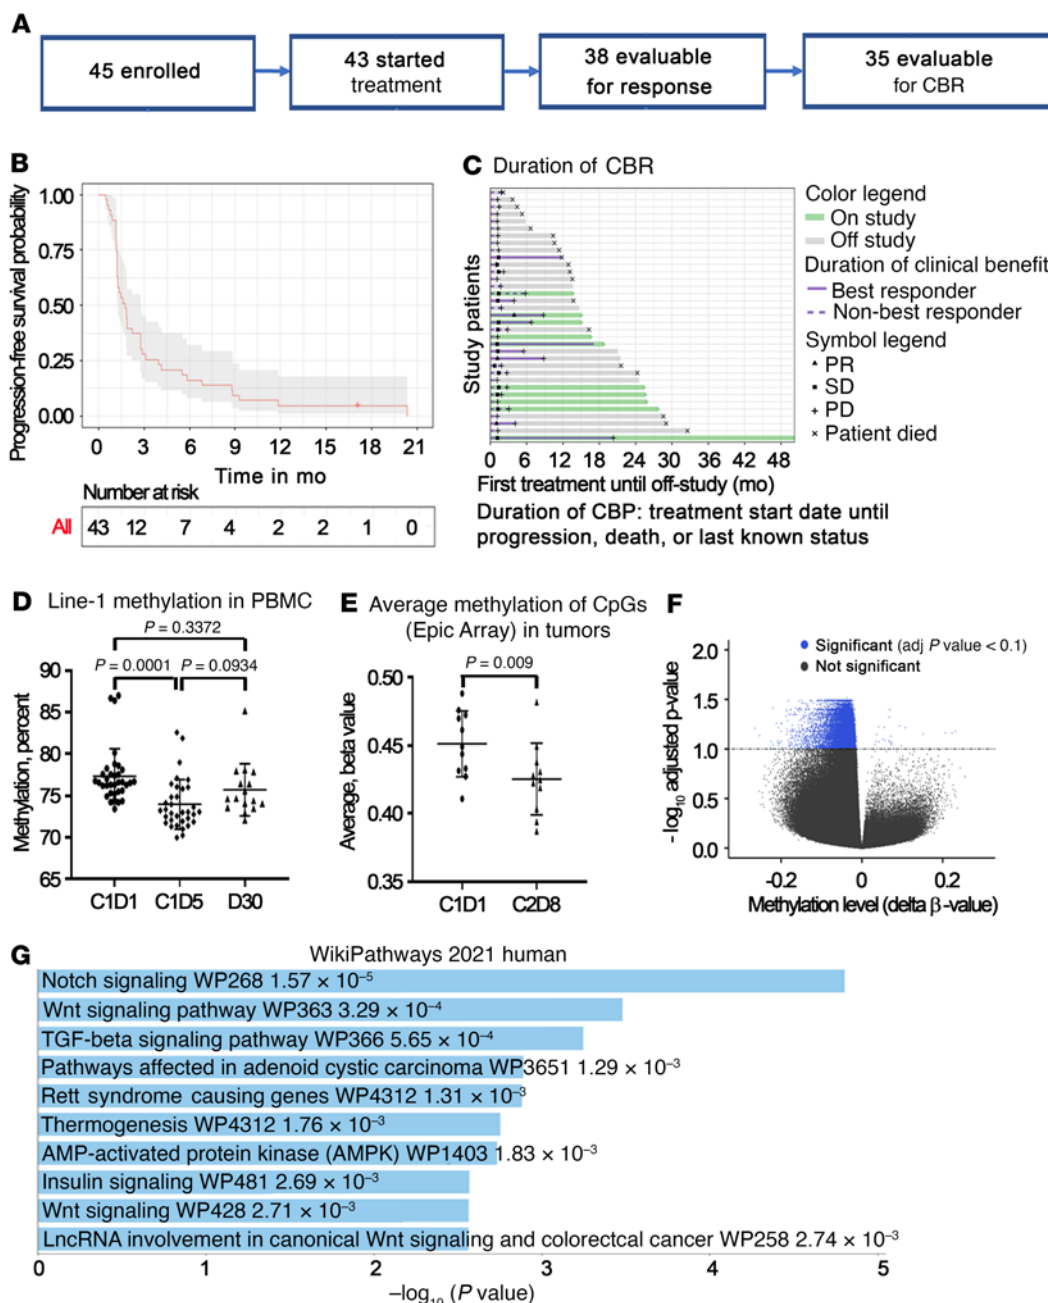 A
45 enrolled
43 started
treatment
38 evaluable
for response
35 evaluable
for CBR
B
Progression-free survival probability
1.00
0.75
0.50
0.25
0.00
0 3 6 9 12 15 18 21
Time in mo
Number at risk
All 43 12 7 4 2 2 1 0
C Duration of CBR
Study patients
0 6 12 18 24 30 36 42 48
First treatment until off-study (mo)
Duration of CBP: treatment start date until
progression, death, or last known status
Color legend
On study
Off study
Duration of clinical benefit
Best responder
Non-best responder
Symbol legend
PR
SD
PD
Patient died
D Line-1 methylation in PBMC
P = 0.3372
P = 0.0001 P = 0.0934
Methylation, percent
90
85
80
75
70
65
C1D1 C1D5 D30
E Average methylation of CpGs
(Epic Array) in tumors
P = 0.009
Average, beta value
0.50
0.45
0.40
0.35
C1D1 C2D8
F
Significant (adj P value < 0.1)
Not significant
- log10 adjusted p-value
2.0
1.5
1.0
0.5
0.0
-0.2 0 0.2
Methylation level (delta β-value)
G
WikiPathways 2021 human
Notch signaling WP268 1.57 × 10⁻⁵
Wnt signaling pathway WP363 3.29 × 10⁻⁴
TGF-beta signaling pathway WP366 5.65 × 10⁻⁴
Pathways affected in adenoid cystic carcinoma WP3651 1.29 × 10⁻³
Rett syndrome causing genes WP4312 1.31 × 10⁻³
Thermogenesis WP4312 1.76 × 10⁻³
AMP-activated protein kinase (AMPK) WP1403 1.83 × 10⁻³
Insulin signaling WP481 2.69 × 10⁻³
Wnt signaling WP428 2.71 × 10⁻³
LncRNA involvement in canonical Wnt signaling and colorectcal cancer WP258 2.74 × 10⁻³
0 1 2 3 4 5
–log₁₀ (P value)